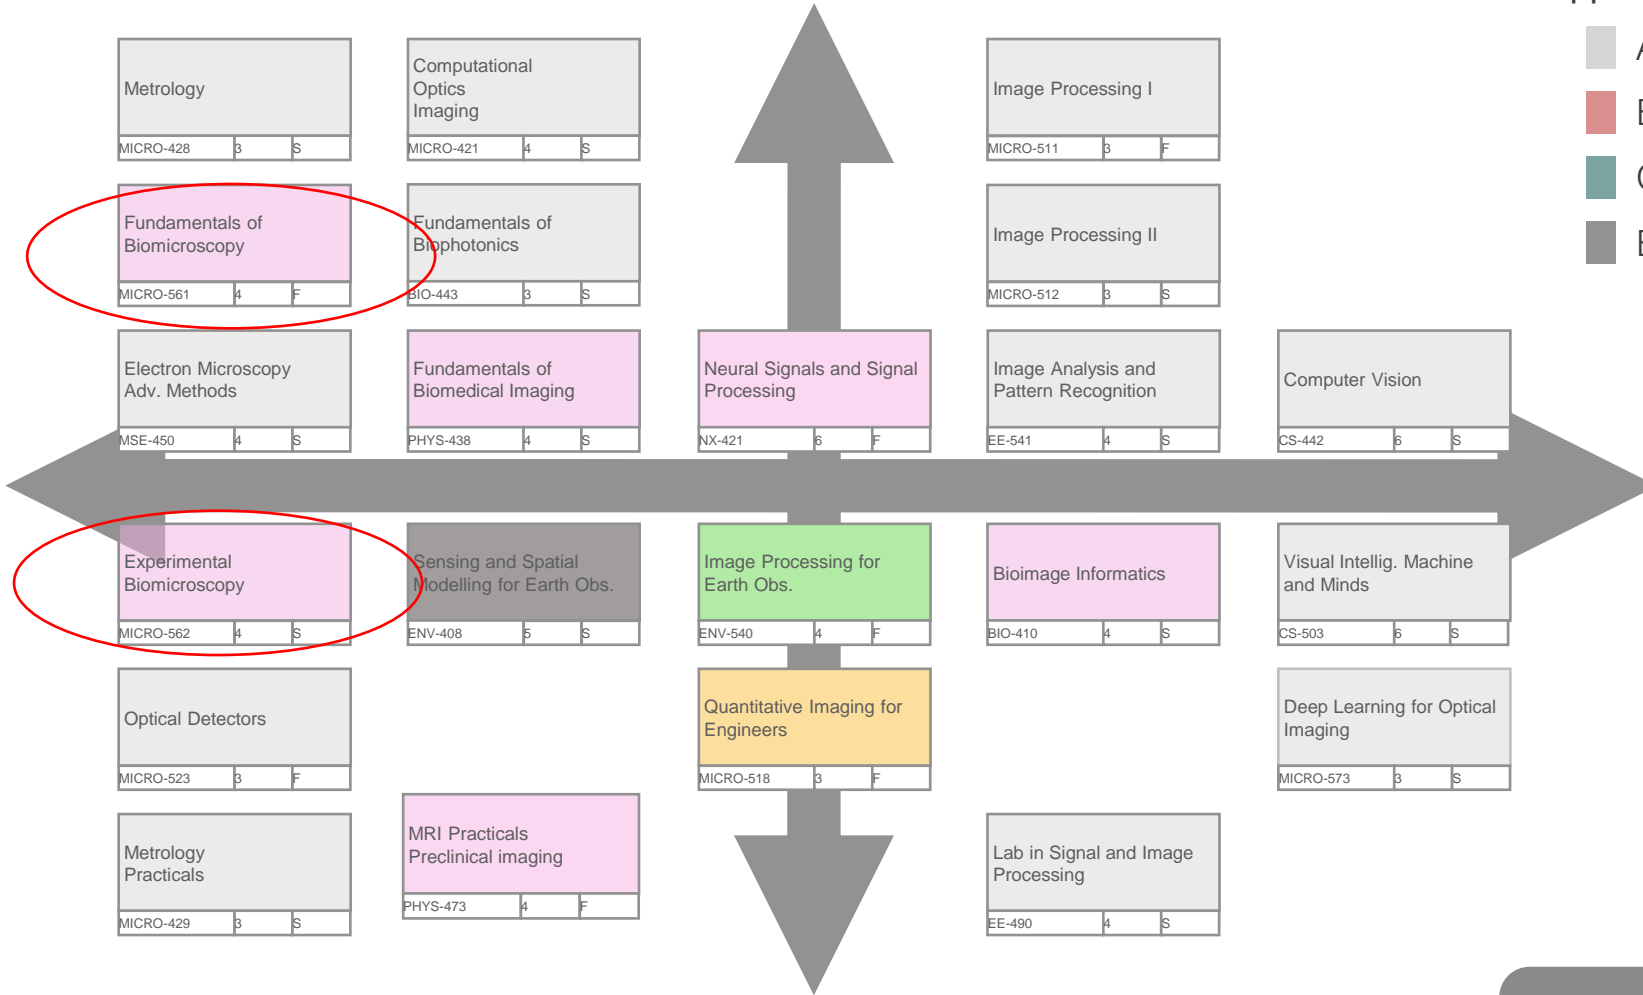 Metrology
MICRO-428 3 S
Computational
Optics
Imaging
MICRO-421 4 S
Image Processing I
MICRO-511 3 F
Fundamentals of
Biomicroscopy
MICRO-561 4 F
Fundamentals of
Biophotonics
BIO-443 3 S
Image Processing II
MICRO-512 3 S
Electron Microscopy
Adv. Methods
MSE-450 4 S
Fundamentals of
Biomedical Imaging
PHYS-438 4 S
Neural Signals and Signal
Processing
NX-421 6 F
Image Analysis and
Pattern Recognition
EE-541 4 S
Computer Vision
CS-442 6 S
Experimental
Biomicroscopy
MICRO-562 4 S
Sensing and Spatial
Modelling for Earth Obs.
ENV-408 5 S
Image Processing for
Earth Obs.
ENV-540 4 F
Bioimage Informatics
BIO-410 4 S
Visual Intellig. Machine
and Minds
CS-503 6 S
Optical Detectors
MICRO-523 3 F
Quantitative Imaging for
Engineers
MICRO-518 3 F
Deep Learning for Optical
Imaging
MICRO-573 3 S
Metrology
Practicals
MICRO-429 3 S
MRI Practicals
Preclinical imaging
PHYS-473 4 F
Lab in Signal and Image
Processing
EE-490 4 S